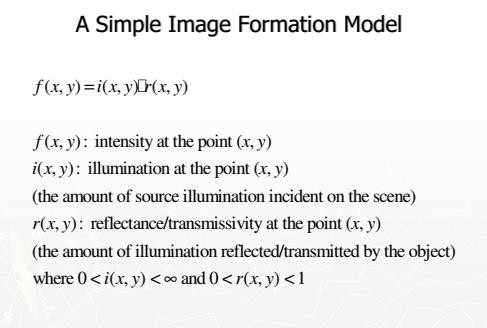 A Simple Image Formation Model
f(x, y)=i(x, y)□r(x, y)
f(x, y): intensity at the point (x, y)
i(x, y): illumination at the point (x, y)
(the amount of source illumination incident on the scene)
r(x, y): reflectance/transmissivity at the point (x, y)
(the amount of illumination reflected/transmitted by the object)
where 0 < i(x, y) < ∞ and 0 < r(x, y) < 1